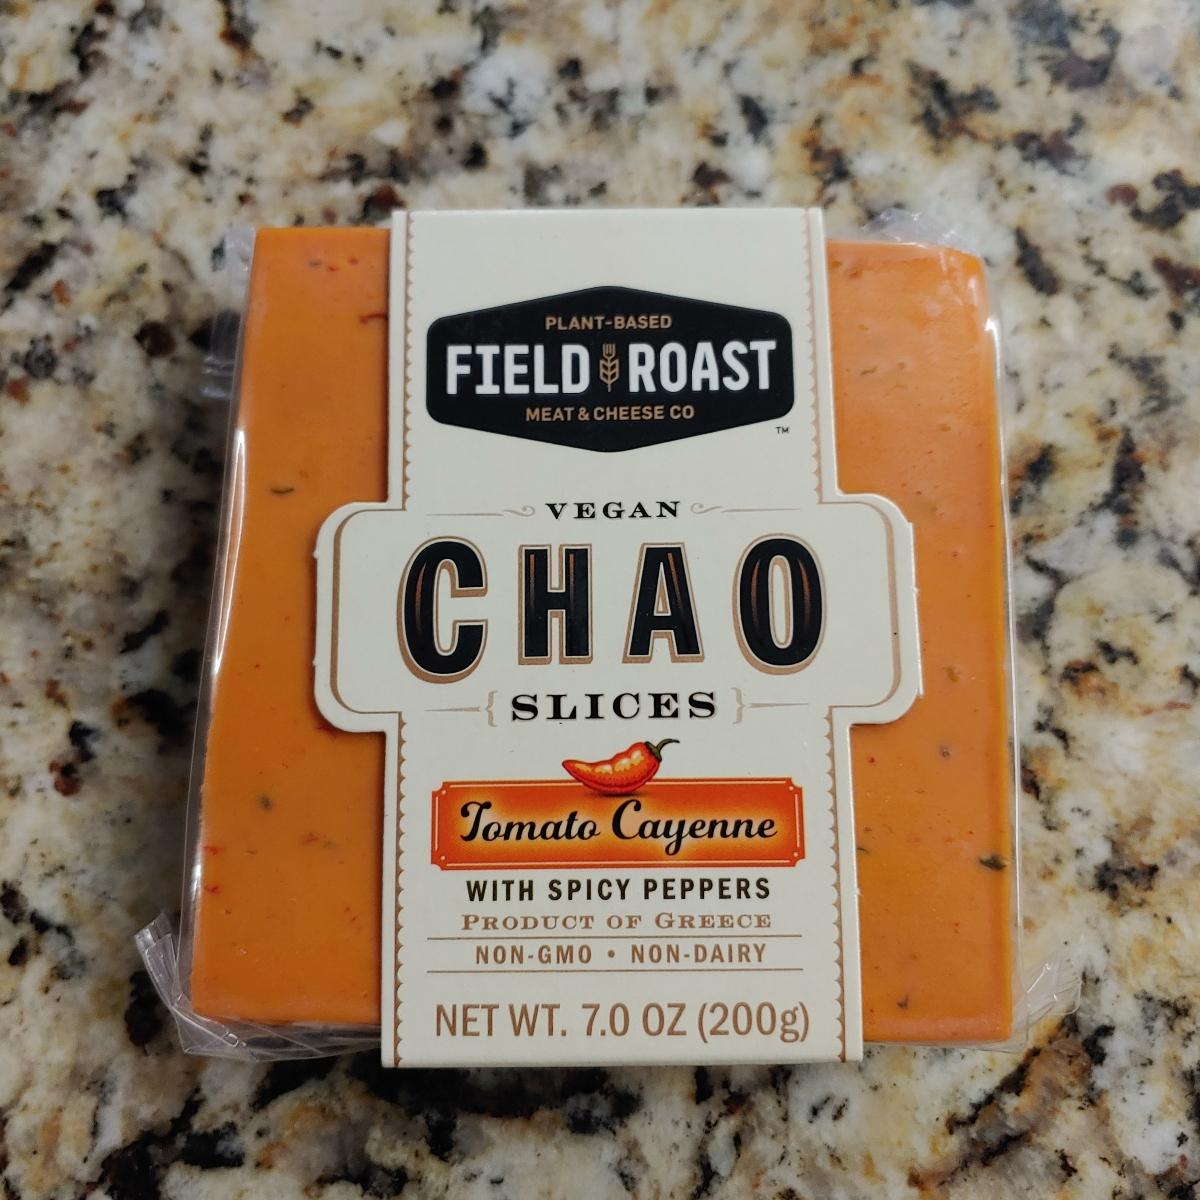 PLANT-BASED
FIELD ROAST
MEAT & CHEESE CO
™
VEGAN
CHAO
SLICES
Tomato Cayenne
WITH SPICY PEPPERS
PRODUCT OF GREECE
NON-GMO • NON-DAIRY
NET WT. 7.0 OZ (200g)